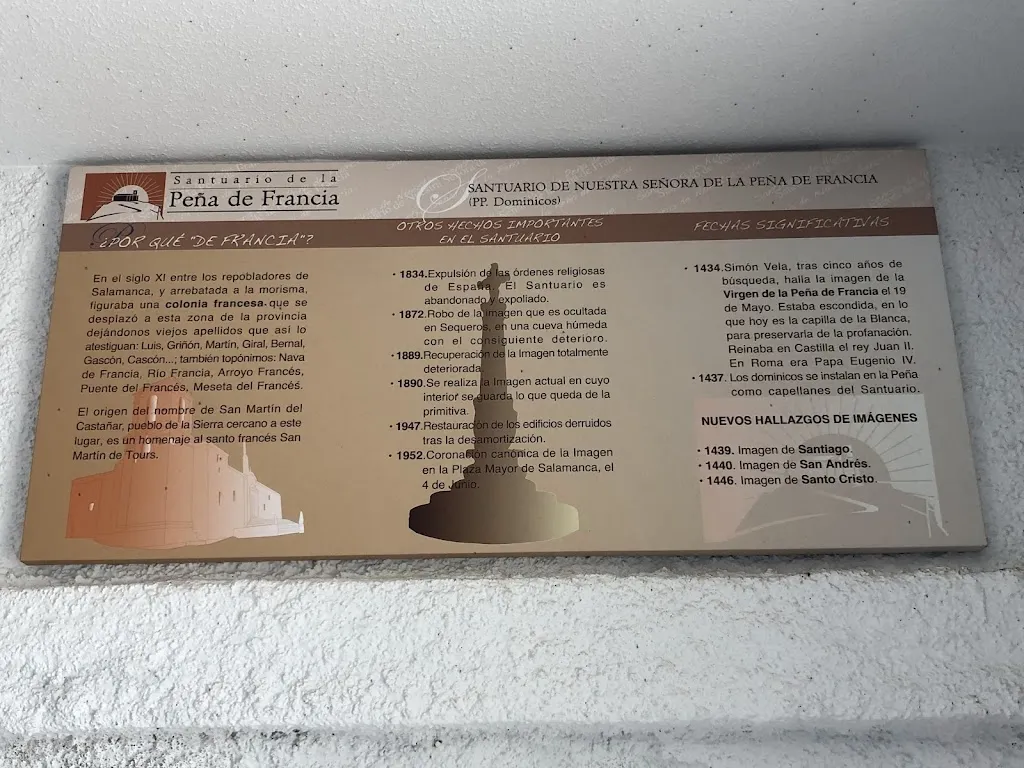 Santuario de la
Peña de Francia
SANTUARIO DE NUESTRA SEÑORA DE LA PEÑA DE FRANCIA
(PP. Dominicos)
¿POR QUÉ "DE FRANCIA"?
En el siglo XI entre los repobladores de
Salamanca, y arrebatada a la morisma,
figuraba una colonia francesa, que se
desplazó a esta zona de la provincia
dejándonos viejos apellidos que así lo
atestiguan: Luis, Griñón, Martín, Giral, Bernal,
Gascón, Cascón...; también topónimos: Nava
de Francia, Río Francia, Arroyo Francés,
Puente del Francés, Meseta del Francés.
El origen del nombre de San Martín del
Castañar, pueblo de la Sierra cercano a este
lugar, es un homenaje al santo francés San
Martín de Tours.
OTROS HECHOS IMPORTANTES
EN EL SANTUARIO
• 1834.Expulsión de las órdenes religiosas
de España. El Santuario es
abandonado y expoliado.
• 1872.Robo de la imagen que es ocultada
en Sequeros, en una cueva húmeda
con el consiguiente deterioro.
• 1889.Recuperación de la Imagen totalmente
deteriorada.
• 1890.Se realiza la Imagen actual en cuyo
interior se guarda lo que queda de la
primitiva.
• 1947.Restauración de los edificios derruidos
tras la desamortización.
• 1952.Coronación canónica de la Imagen
en la Plaza Mayor de Salamanca, el
4 de Junio.
FECHAS SIGNIFICATIVAS
• 1434.Simón Vela, tras cinco años de
búsqueda, halla la imagen de la
Virgen de la Peña de Francia el 19
de Mayo. Estaba escondida, en lo
que hoy es la capilla de la Blanca,
para preservarla de la profanación.
Reinaba en Castilla el rey Juan II.
En Roma era Papa Eugenio IV.
• 1437. Los dominicos se instalan en la Peña
como capellanes del Santuario.
NUEVOS HALLAZGOS DE IMÁGENES
• 1439. Imagen de Santiago.
• 1440. Imagen de San Andrés.
• 1446. Imagen de Santo Cristo.